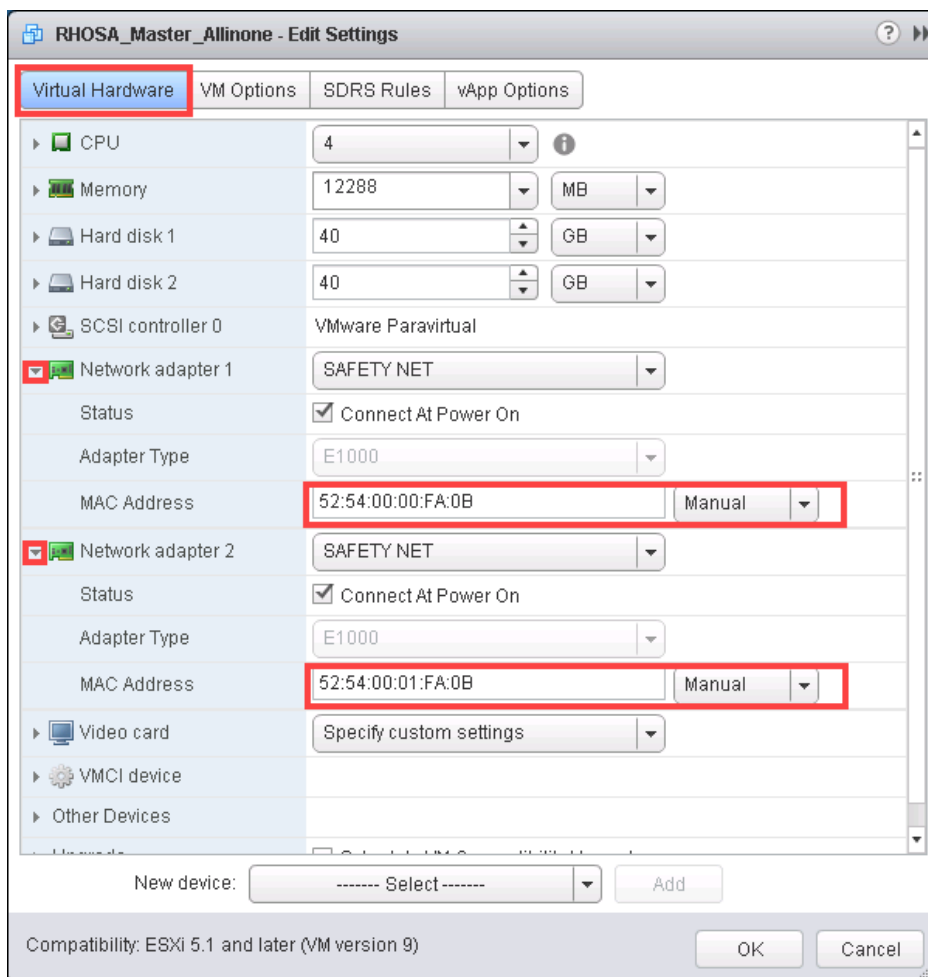 RHOSA_Master_Allinone - Edit Settings ?
Virtual Hardware VM Options SDRS Rules vApp Options
CPU 4
Memory 12288 MB
Hard disk 1 40 GB
Hard disk 2 40 GB
SCSI controller 0 VMware Paravirtual
Network adapter 1 SAFETY NET
Status Connect At Power On
Adapter Type E1000
MAC Address 52:54:00:00:FA:0B Manual
Network adapter 2 SAFETY NET
Status Connect At Power On
Adapter Type E1000
MAC Address 52:54:00:01:FA:0B Manual
Video card Specify custom settings
VMCI device
Other Devices
New device: ------- Select ------- Add
Compatibility: ESXi 5.1 and later (VM version 9) OK Cancel